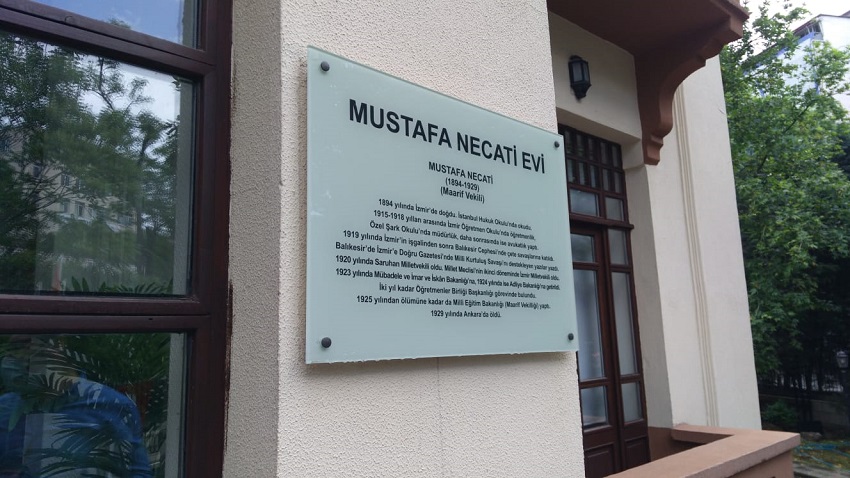 MUSTAFA NECATİ EVİ
MUSTAFA NECATİ
(1894-1929)
(Maarif Vekili)
1894 yılında İzmir'de doğdu. İstanbul Hukuk Okulu'nda okudu.
1915-1918 yılları arasında İzmir Öğretmen Okulu'nda öğretmenlik,
Özel Şark Okulu'nda müdürlük, daha sonrasında ise avukatlık yaptı.
1919 yılında İzmir'in işgalinden sonra Balıkesir Cephesi'nde çete savaşlarına katıldı.
Balıkesir'de İzmir'e Doğru Gazetesi'nde Milli Kurtuluş Savaşı'nı destekleyen yazılar yazdı.
1920 yılında Saruhan Milletvekili oldu. Millet Meclisi'nin ikinci döneminde İzmir Milletvekili oldu.
1923 yılında Mübadele ve İmar ve İskân Bakanlığı'na, 1924 yılında ise Adliye Bakanlığı'na getirildi.
İki yıl kadar Öğretmenler Birliği Başkanlığı görevinde bulundu.
1925 yılından ölümüne kadar da Milli Eğitim Bakanlığı (Maarif Vekilliği) yaptı.
1929 yılında Ankara'da öldü.